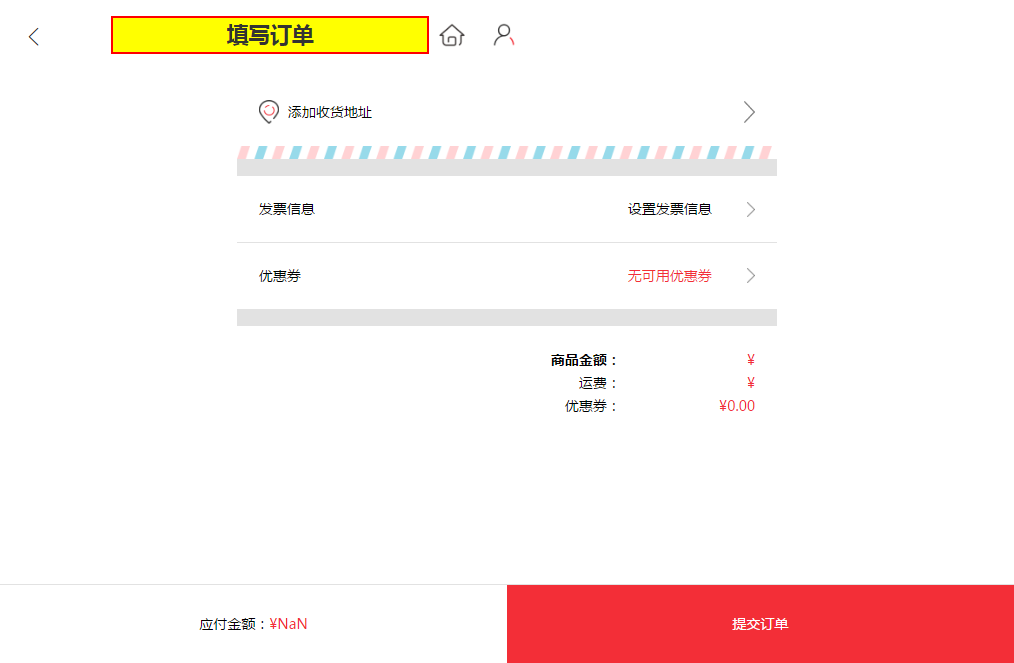 填写订单
添加收货地址
发票信息 设置发票信息
优惠券 无可用优惠券
商品金额： ¥
运费： ¥
优惠券： ¥0.00
应付金额：¥NaN 提交订单